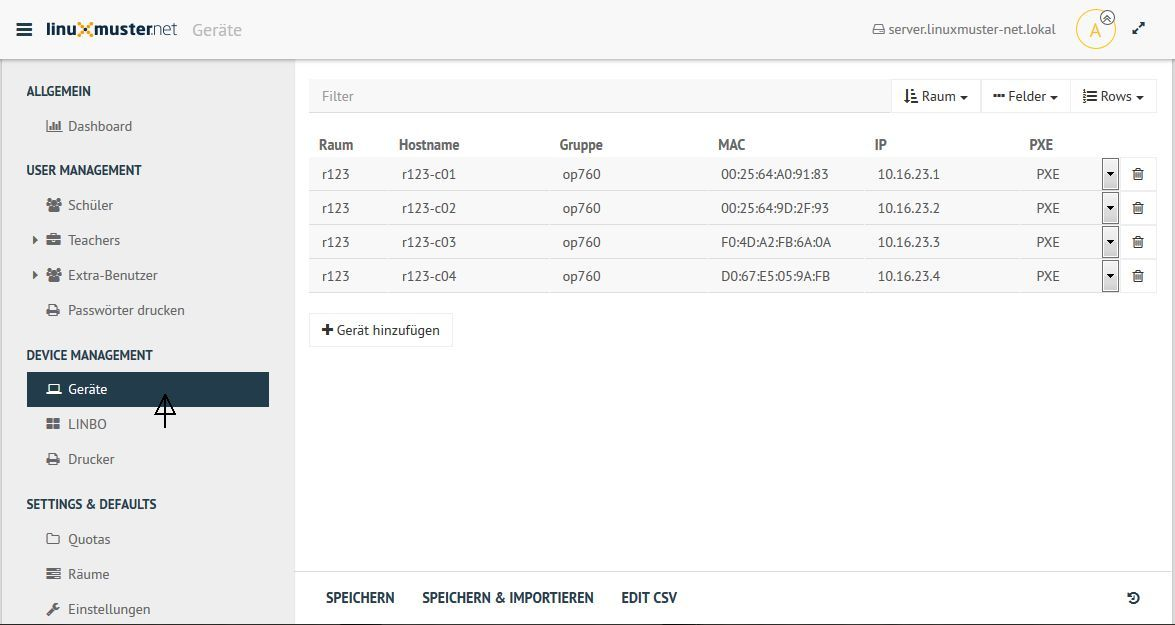 linuxmuster.net Geräte server.linuxmuster-net.lokal A
ALLGEMEIN
Dashboard
USER MANAGEMENT
Schüler
Teachers
Extra-Benutzer
Passwörter drucken
DEVICE MANAGEMENT
Geräte
LINBO
Drucker
SETTINGS & DEFAULTS
Quotas
Räume
Einstellungen
Filter Raum Felder Rows
Raum Hostname Gruppe MAC IP PXE
r123 r123-c01 op760 00:25:64:A0:91:83 10.16.23.1 PXE
r123 r123-c02 op760 00:25:64:9D:2F:93 10.16.23.2 PXE
r123 r123-c03 op760 F0:4D:A2:FB:6A:0A 10.16.23.3 PXE
r123 r123-c04 op760 D0:67:E5:05:9A:FB 10.16.23.4 PXE
Gerät hinzufügen
SPEICHERN SPEICHERN & IMPORTIEREN EDIT CSV